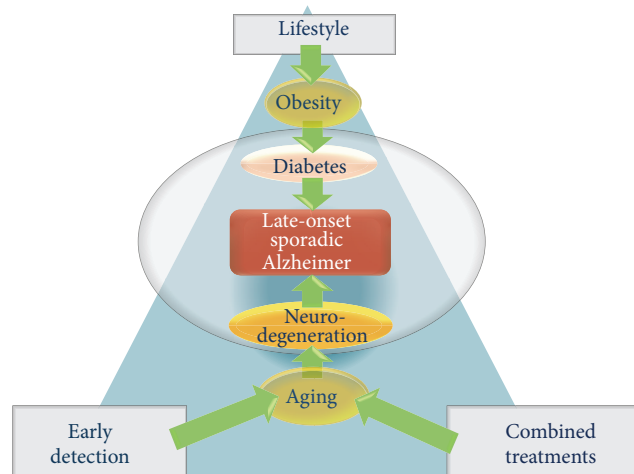 Lifestyle
Obesity
Diabetes
Late-onset
sporadic
Alzheimer
Neuro-
degeneration
Aging
Early
detection
Combined
treatments